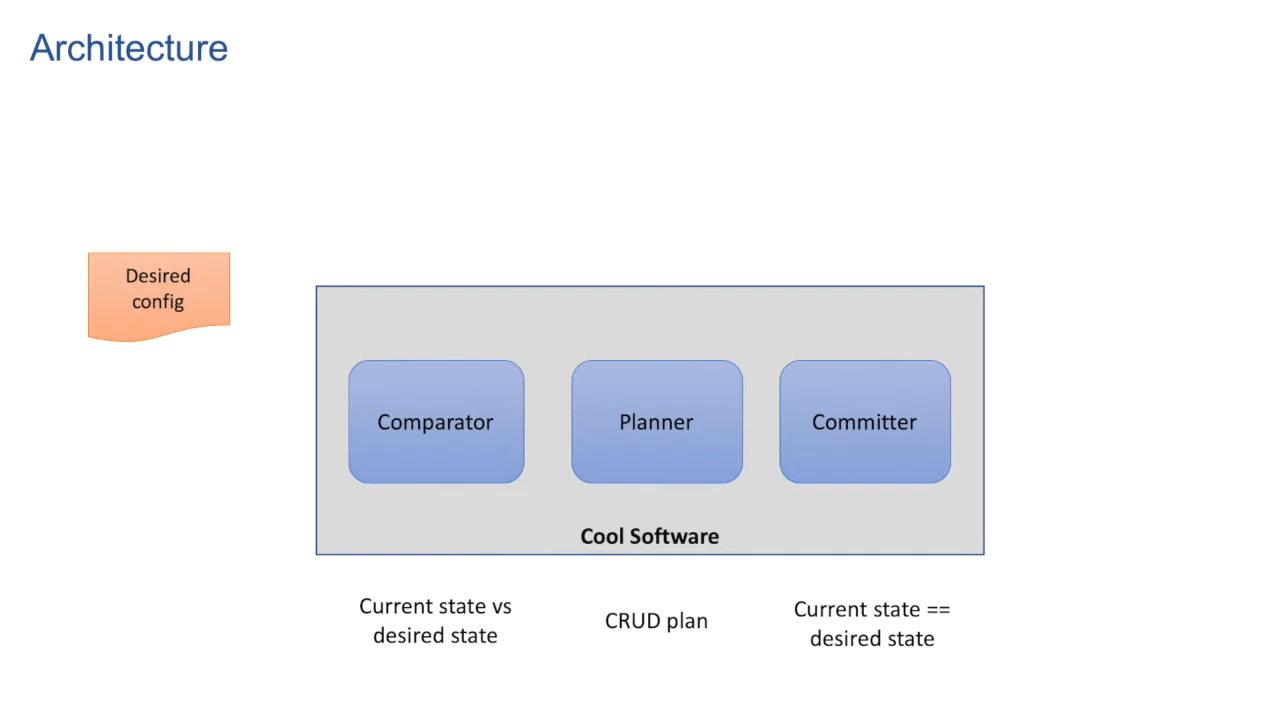 Architecture
Desired
config
Comparator
Planner
Committer
Cool Software
Current state vs
desired state
CRUD plan
Current state ==
desired state